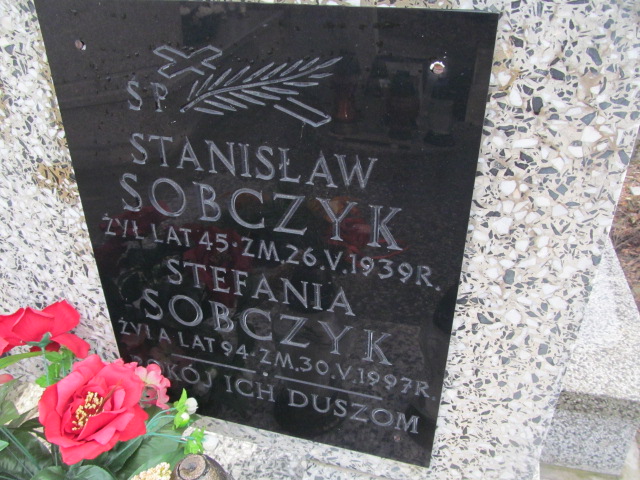 ŚP
STANISŁAW
SOBCZYK
ŻYŁ LAT 45·ZM.26.V.1939R.
STEFANIA
SOBCZYK
ŻYŁA LAT 94·ZM.30.V.1997R.
POKÓJ ICH DUSZOM